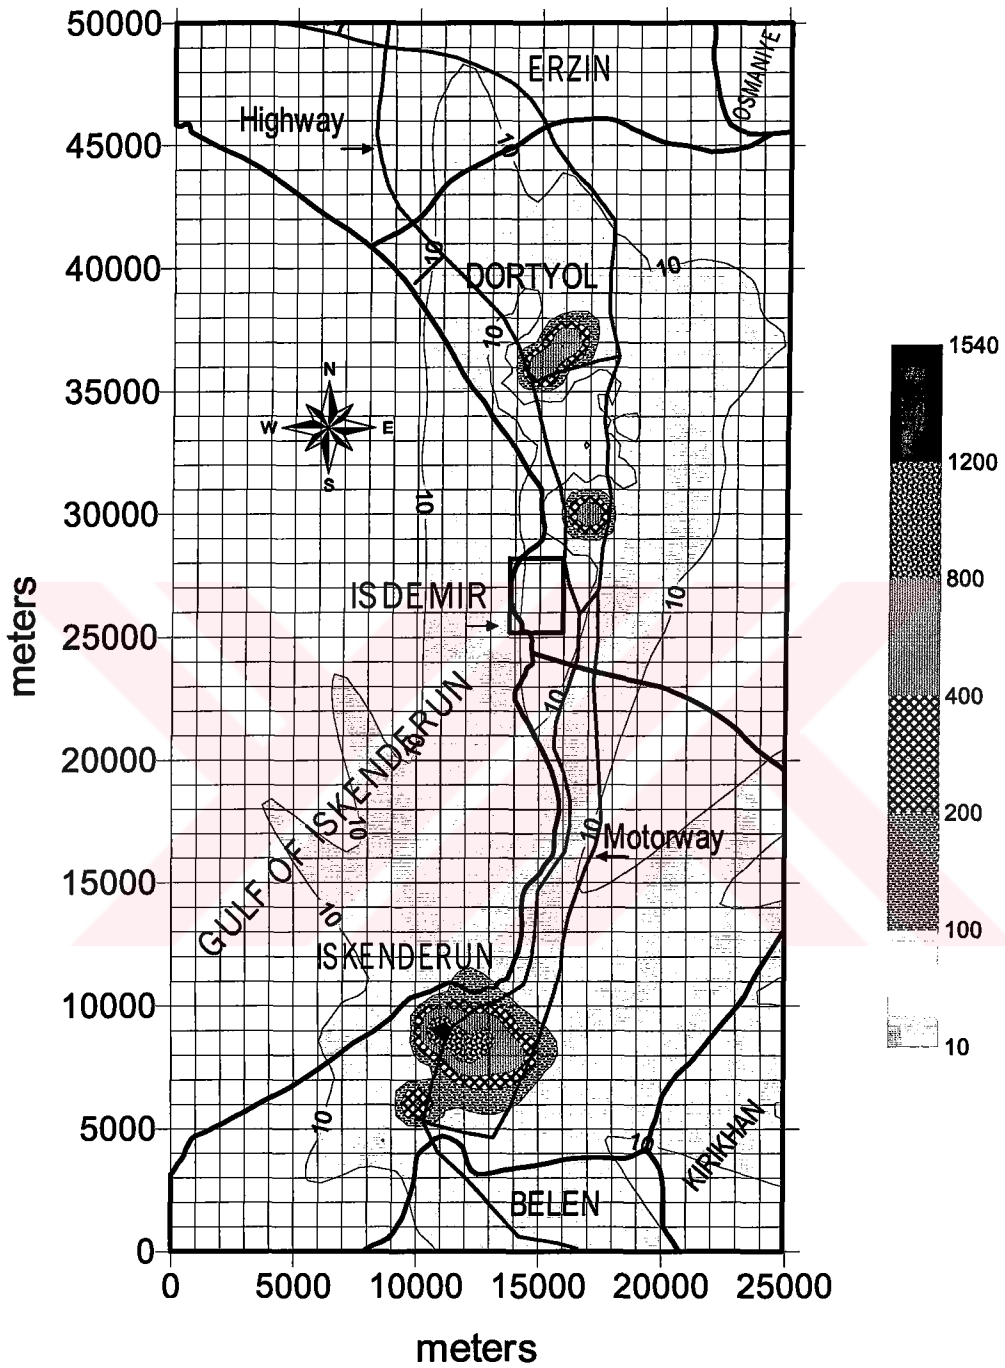 50000
45000
40000
35000
30000
25000
20000
15000
10000
5000
0
meters
0
5000
10000
15000
20000
25000
meters
ERZIN
OSMANIYE
Highway
10
10
DORTYOL
10
10
N
W
E
S
10
ISDEMIR
10
10
GULF OF ISKENDERUN
10
10
10
Motorway
10
ISKENDERUN
10
10
KIRIKHAN
BELEN
1540
1200
800
400
200
100
10